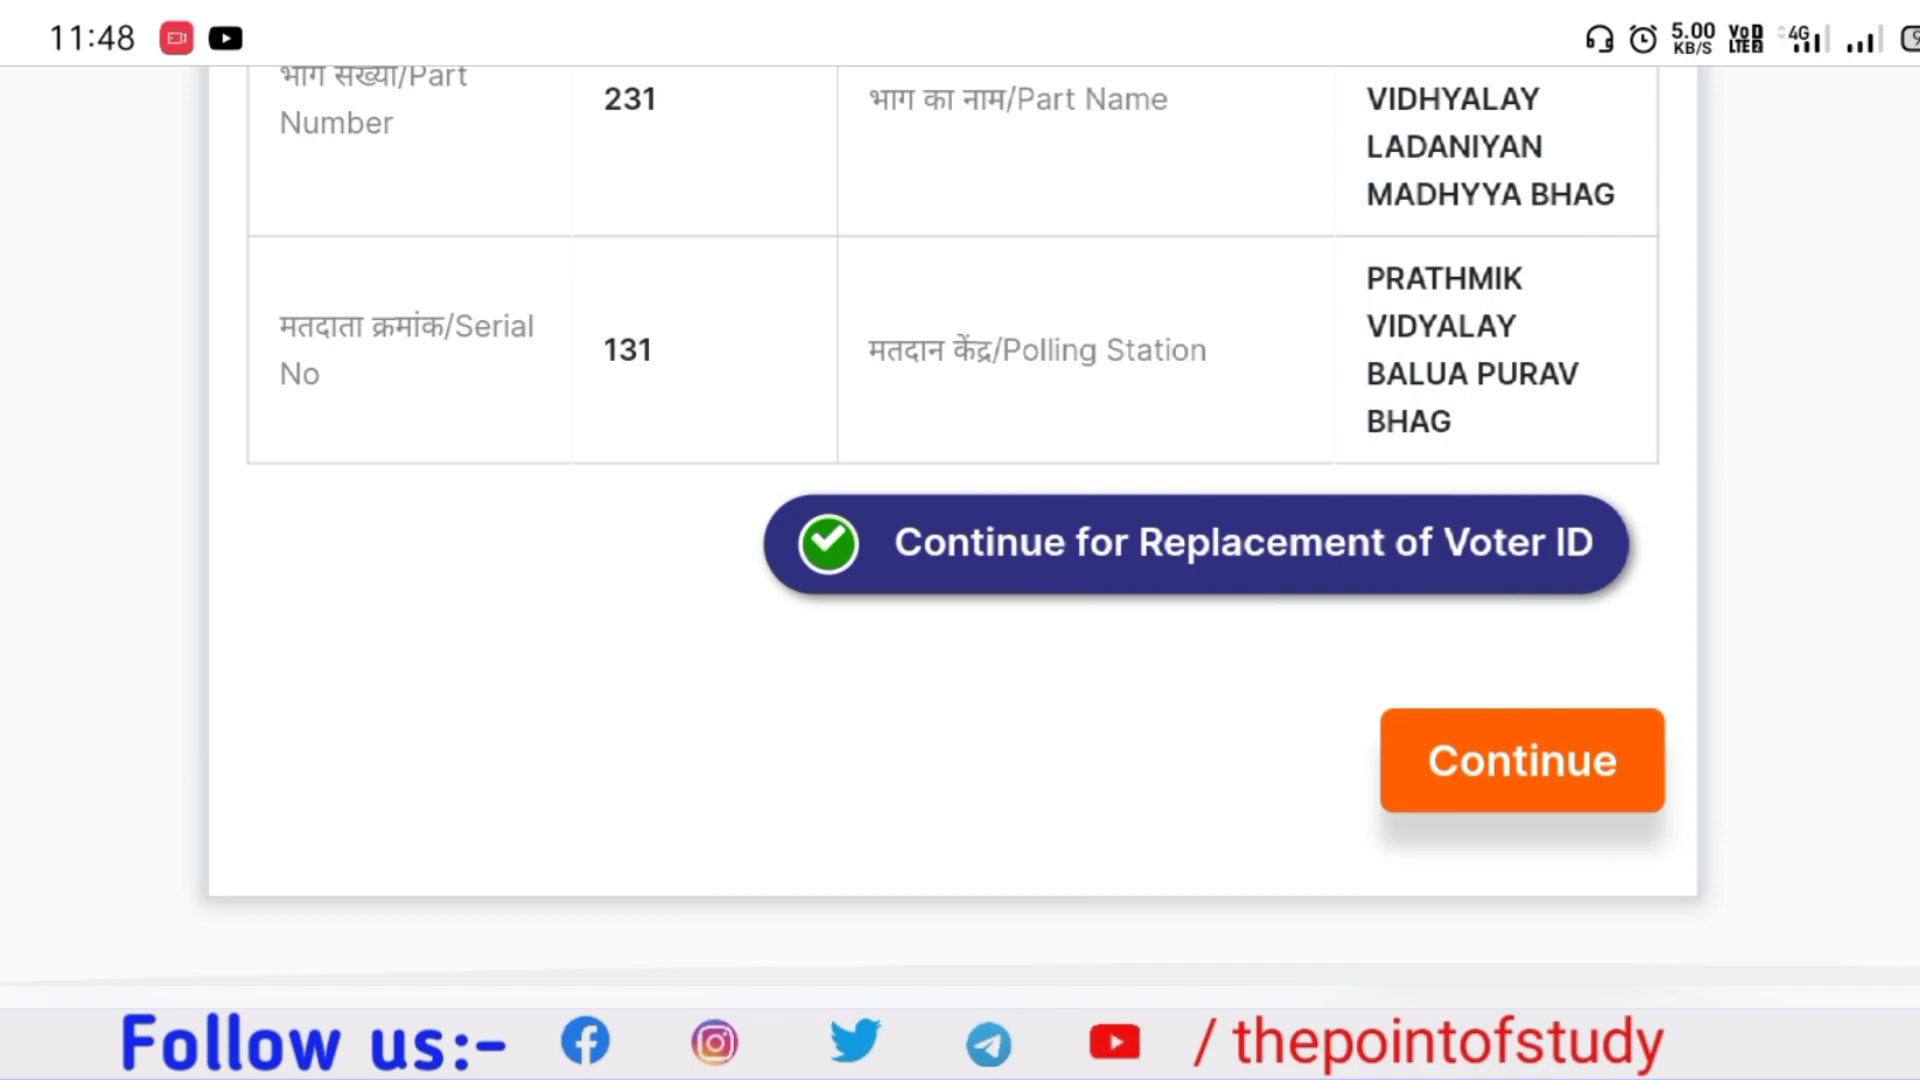 11:48 5.00 KB/S VoD LTE2 4G
भाग संख्या/Part Number
231
भाग का नाम/Part Name
VIDHYALAY
LADANIYAN
MADHYYA BHAG
मतदाता क्रमांक/Serial
No
131
मतदान केंद्र/Polling Station
PRATHMIK
VIDYALAY
BALUA PURAV
BHAG
Continue for Replacement of Voter ID
Continue
Follow us:- / thepointofstudy